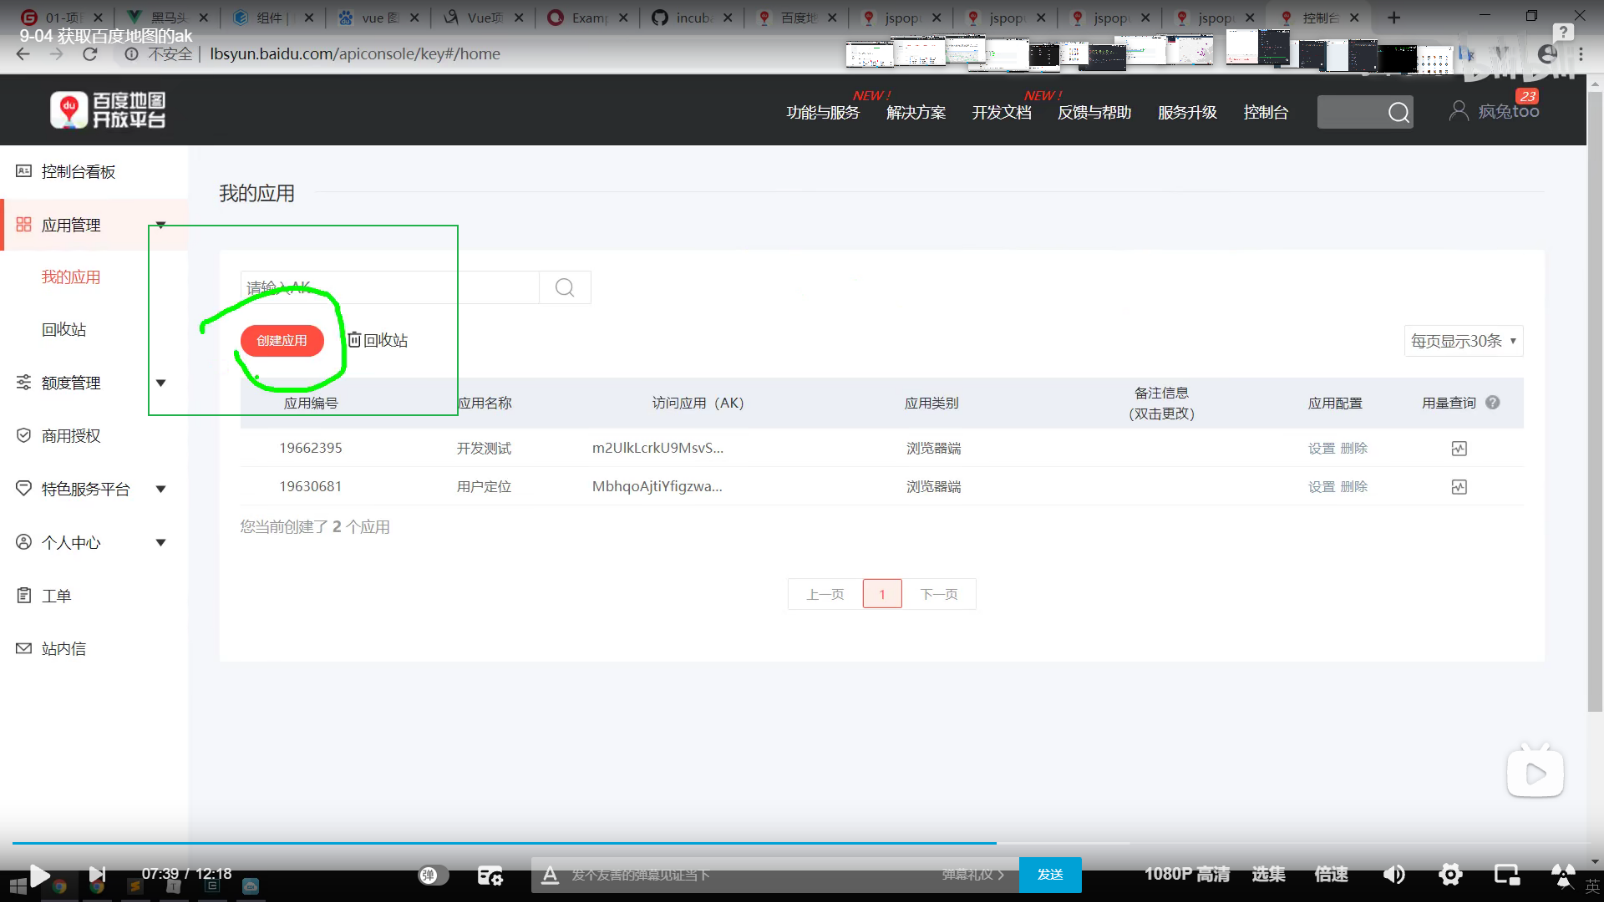 01-项
黑马头
组件 |
vue 图
Vue项
Examp
incub
百度地
jspop
jspop
jspop
jspop
控制台
9-04 获取百度地图的ak
不安全 | lbsyun.baidu.com/apiconsole/key#/home
百度地图
开放平台
du
NEW !
NEW !
功能与服务 解决方案 开发文档 反馈与帮助 服务升级 控制台
23
疯兔too
控制台看板
应用管理
我的应用
回收站
额度管理
商用授权
特色服务平台
个人中心
工单
站内信
我的应用
请输入AK
创建应用 回收站
每页显示30条
应用编号 应用名称 访问应用（AK） 应用类别 备注信息 (双击更改) 应用配置 用量查询
19662395 开发测试 m2UlkLcrkU9MsvS... 浏览器端 设置 删除
19630681 用户定位 MbhqoAjtiYfigzwa... 浏览器端 设置 删除
您当前创建了 2 个应用
上一页 1 下一页
07:39 / 12:18
弹
发个友善的弹幕见证当下
弹幕礼仪
发送
1080P 高清 选集 倍速
英